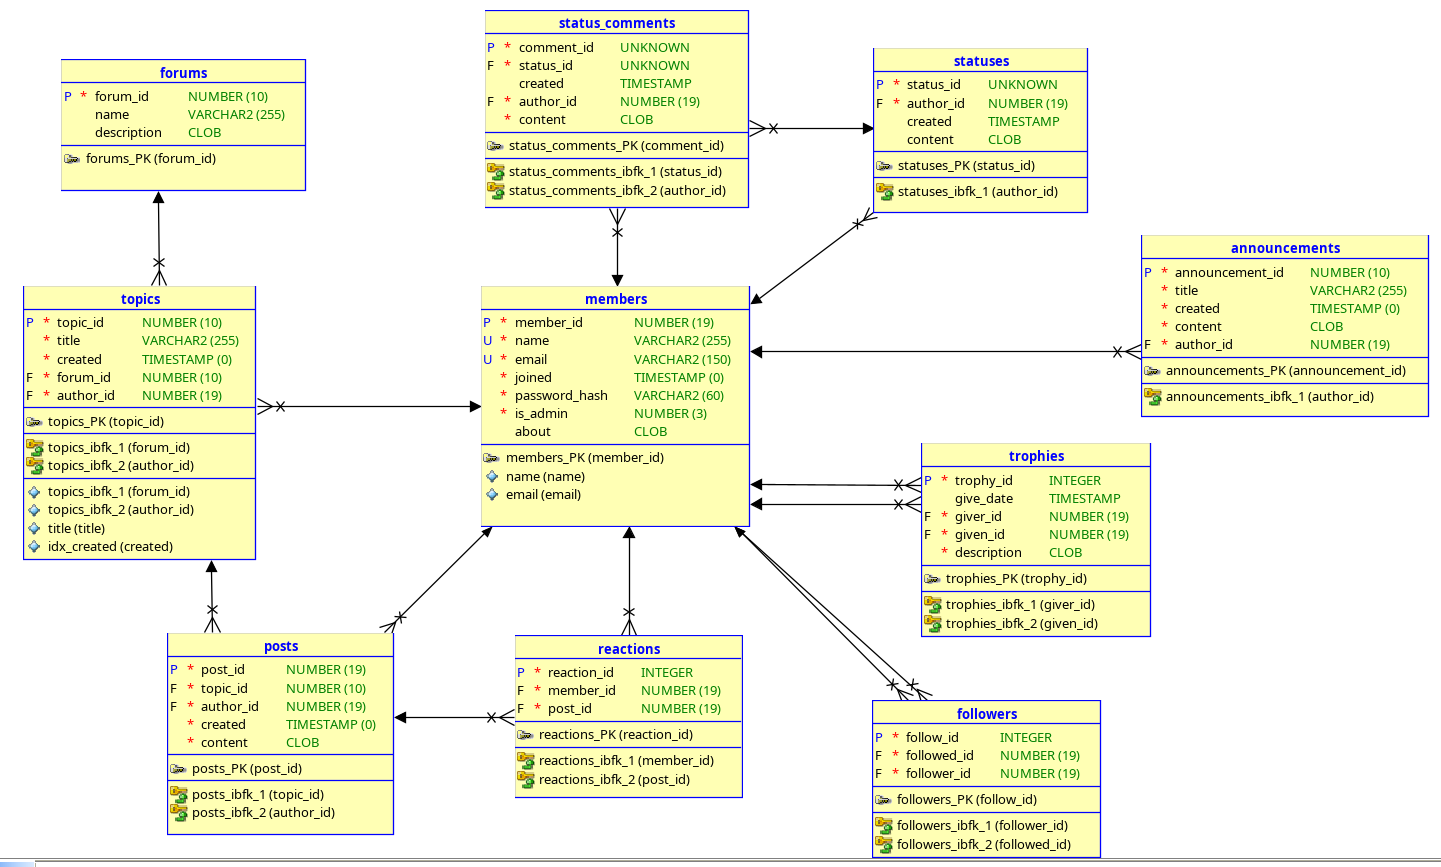 status_comments
P * comment_id UNKNOWN
F * status_id UNKNOWN
created TIMESTAMP
F * author_id NUMBER (19)
* content CLOB
status_comments_PK (comment_id)
status_comments_ibfk_1 (status_id)
status_comments_ibfk_2 (author_id)
statuses
P * status_id UNKNOWN
F * author_id NUMBER (19)
created TIMESTAMP
content CLOB
statuses_PK (status_id)
statuses_ibfk_1 (author_id)
forums
P * forum_id NUMBER (10)
name VARCHAR2 (255)
description CLOB
forums_PK (forum_id)
announcements
P * announcement_id NUMBER (10)
* title VARCHAR2 (255)
* created TIMESTAMP (0)
* content CLOB
F * author_id NUMBER (19)
announcements_PK (announcement_id)
announcements_ibfk_1 (author_id)
topics
P * topic_id NUMBER (10)
* title VARCHAR2 (255)
* created TIMESTAMP (0)
F * forum_id NUMBER (10)
F * author_id NUMBER (19)
topics_PK (topic_id)
topics_ibfk_1 (forum_id)
topics_ibfk_2 (author_id)
topics_ibfk_1 (forum_id)
topics_ibfk_2 (author_id)
title (title)
idx_created (created)
members
P * member_id NUMBER (19)
U * name VARCHAR2 (255)
U * email VARCHAR2 (150)
* joined TIMESTAMP (0)
* password_hash VARCHAR2 (60)
* is_admin NUMBER (3)
about CLOB
members_PK (member_id)
name (name)
email (email)
trophies
P * trophy_id INTEGER
give_date TIMESTAMP
F * giver_id NUMBER (19)
F * given_id NUMBER (19)
* description CLOB
trophies_PK (trophy_id)
trophies_ibfk_1 (giver_id)
trophies_ibfk_2 (given_id)
posts
P * post_id NUMBER (19)
F * topic_id NUMBER (10)
F * author_id NUMBER (19)
* created TIMESTAMP (0)
* content CLOB
posts_PK (post_id)
posts_ibfk_1 (topic_id)
posts_ibfk_2 (author_id)
reactions
P * reaction_id INTEGER
F * member_id NUMBER (19)
F * post_id NUMBER (19)
reactions_PK (reaction_id)
reactions_ibfk_1 (member_id)
reactions_ibfk_2 (post_id)
followers
P * follow_id INTEGER
F * followed_id NUMBER (19)
F * follower_id NUMBER (19)
followers_PK (follow_id)
followers_ibfk_1 (follower_id)
followers_ibfk_2 (followed_id)